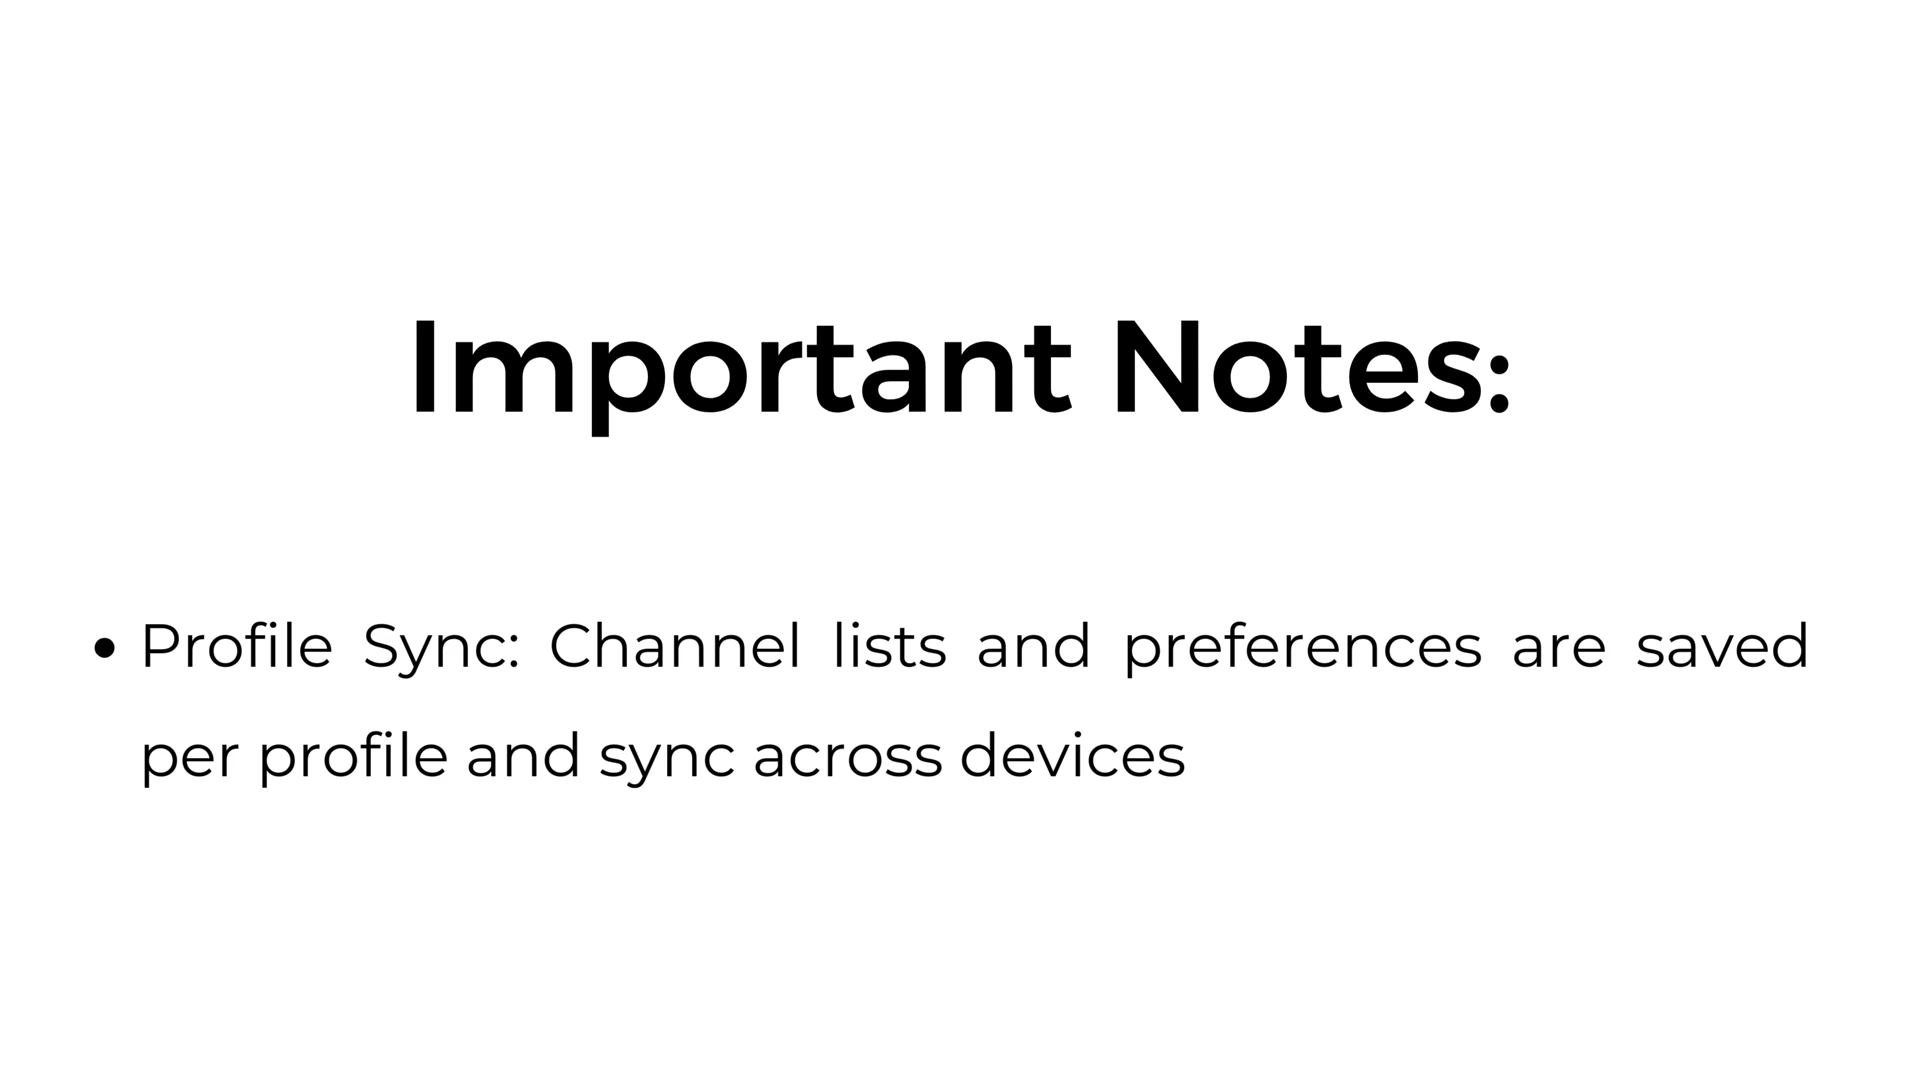 Important Notes:
• Profile Sync: Channel lists and preferences are saved
per profile and sync across devices